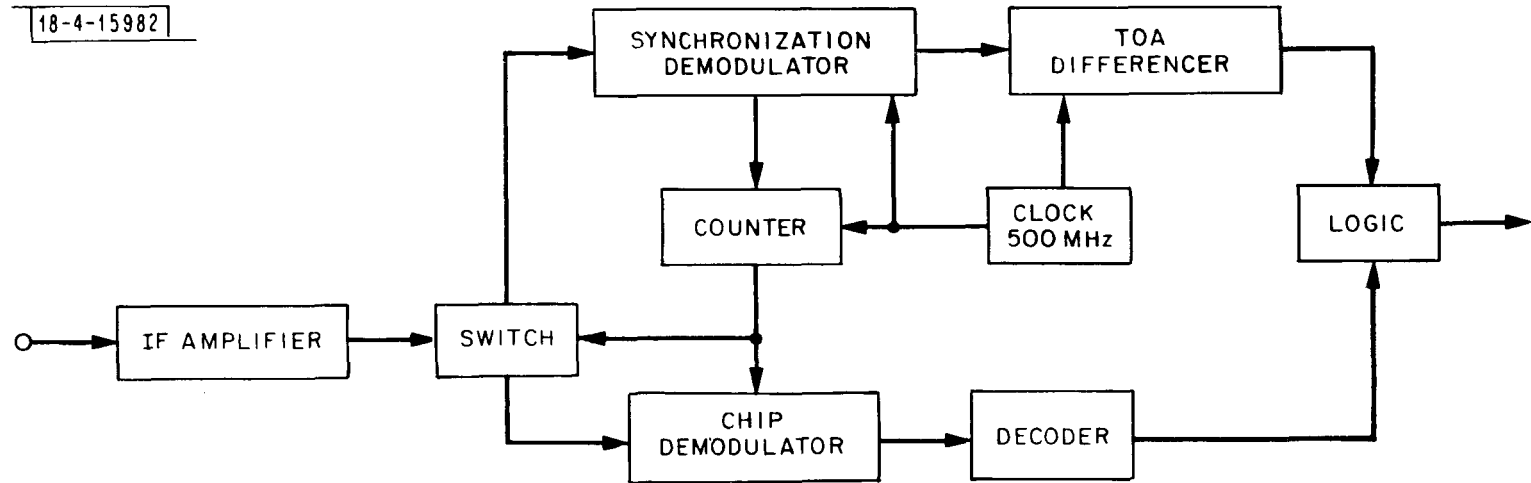 18-4-15982
SYNCHRONIZATION
DEMODULATOR
TOA
DIFFERENCER
COUNTER
CLOCK
500 MHz
LOGIC
IF AMPLIFIER
SWITCH
CHIP
DEMODULATOR
DECODER